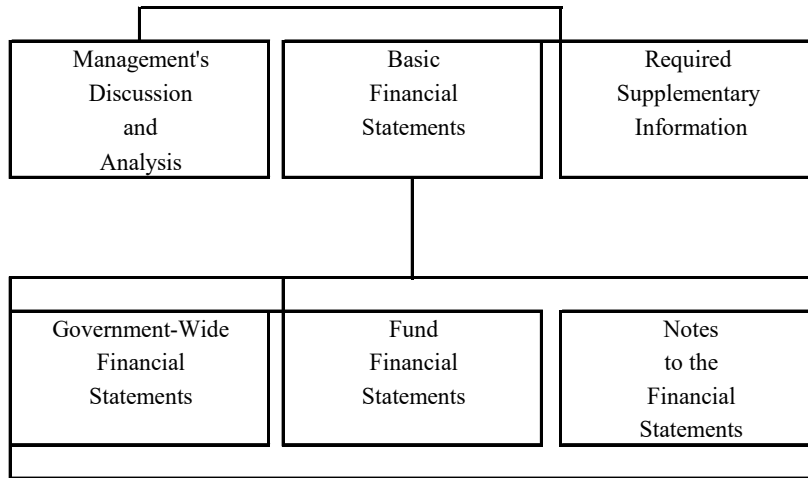 Management's
Discussion
and
Analysis
Basic
Financial
Statements
Required
Supplementary
Information
Government-Wide
Financial
Statements
Fund
Financial
Statements
Notes
to the
Financial
Statements